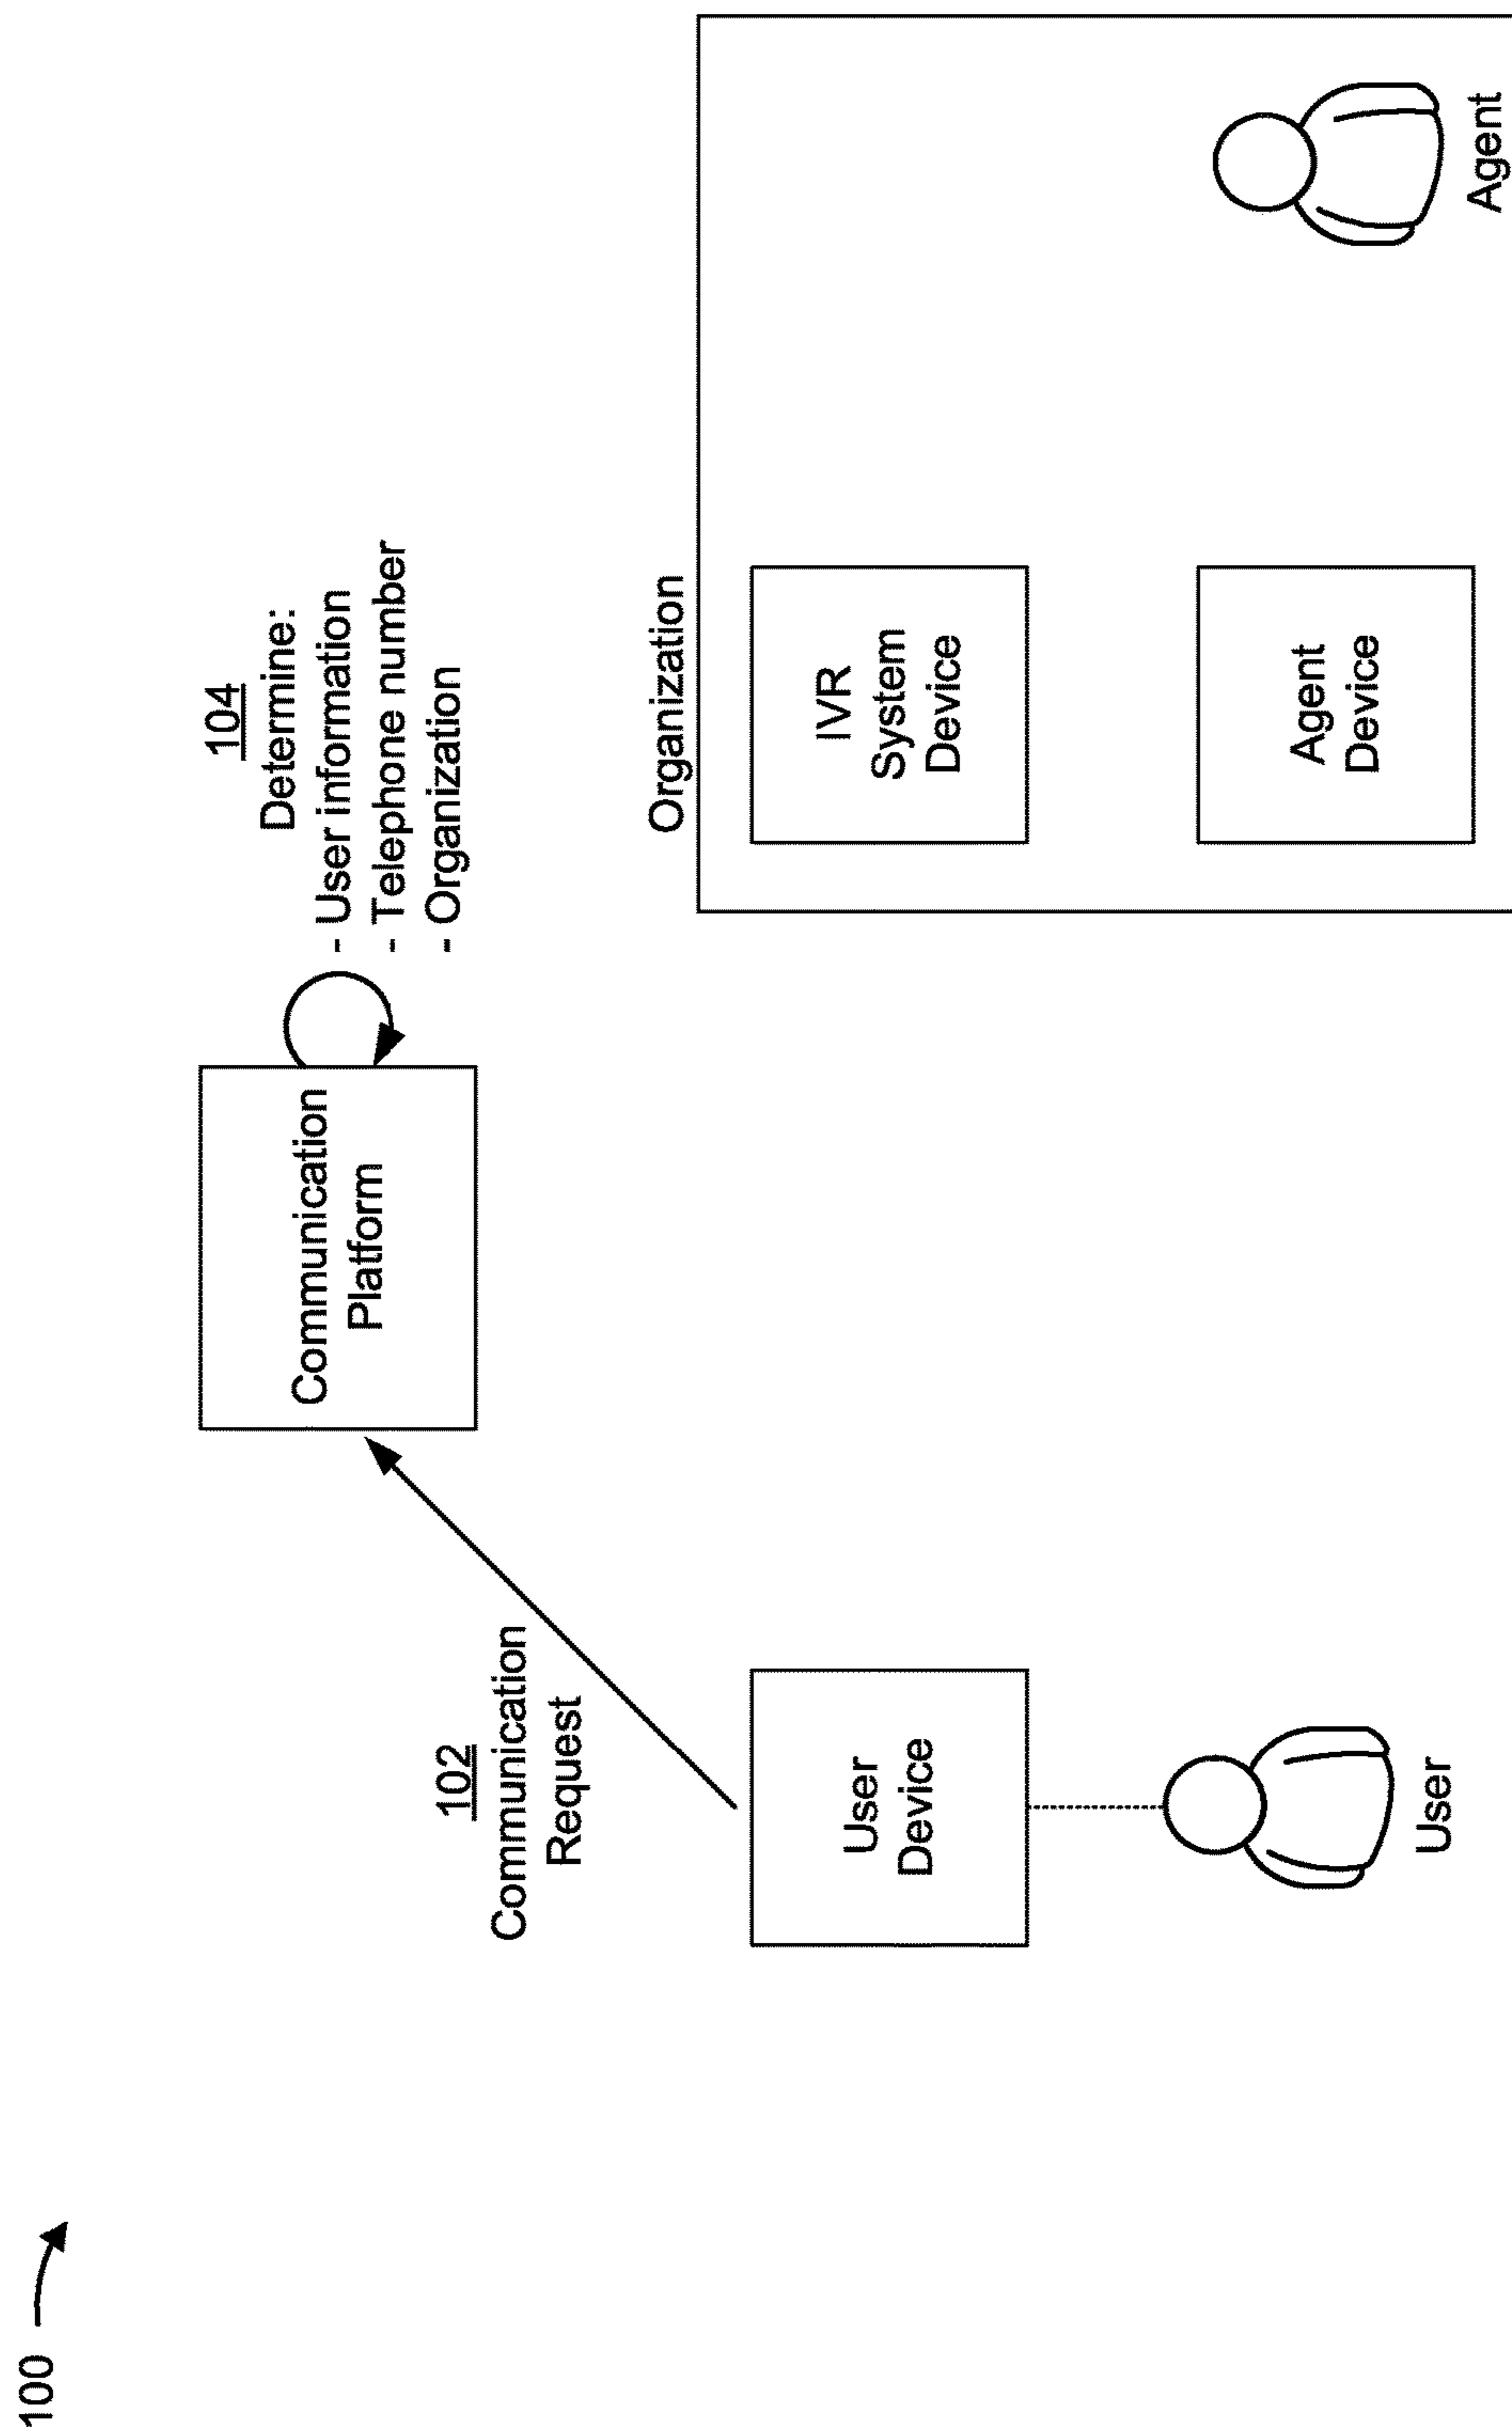 100
102
Communication
Request
User
Device
User
Communication
Platform
104
Determine:
- User information
- Telephone number
- Organization
Organization
IVR
System
Device
Agent
Device
Agent